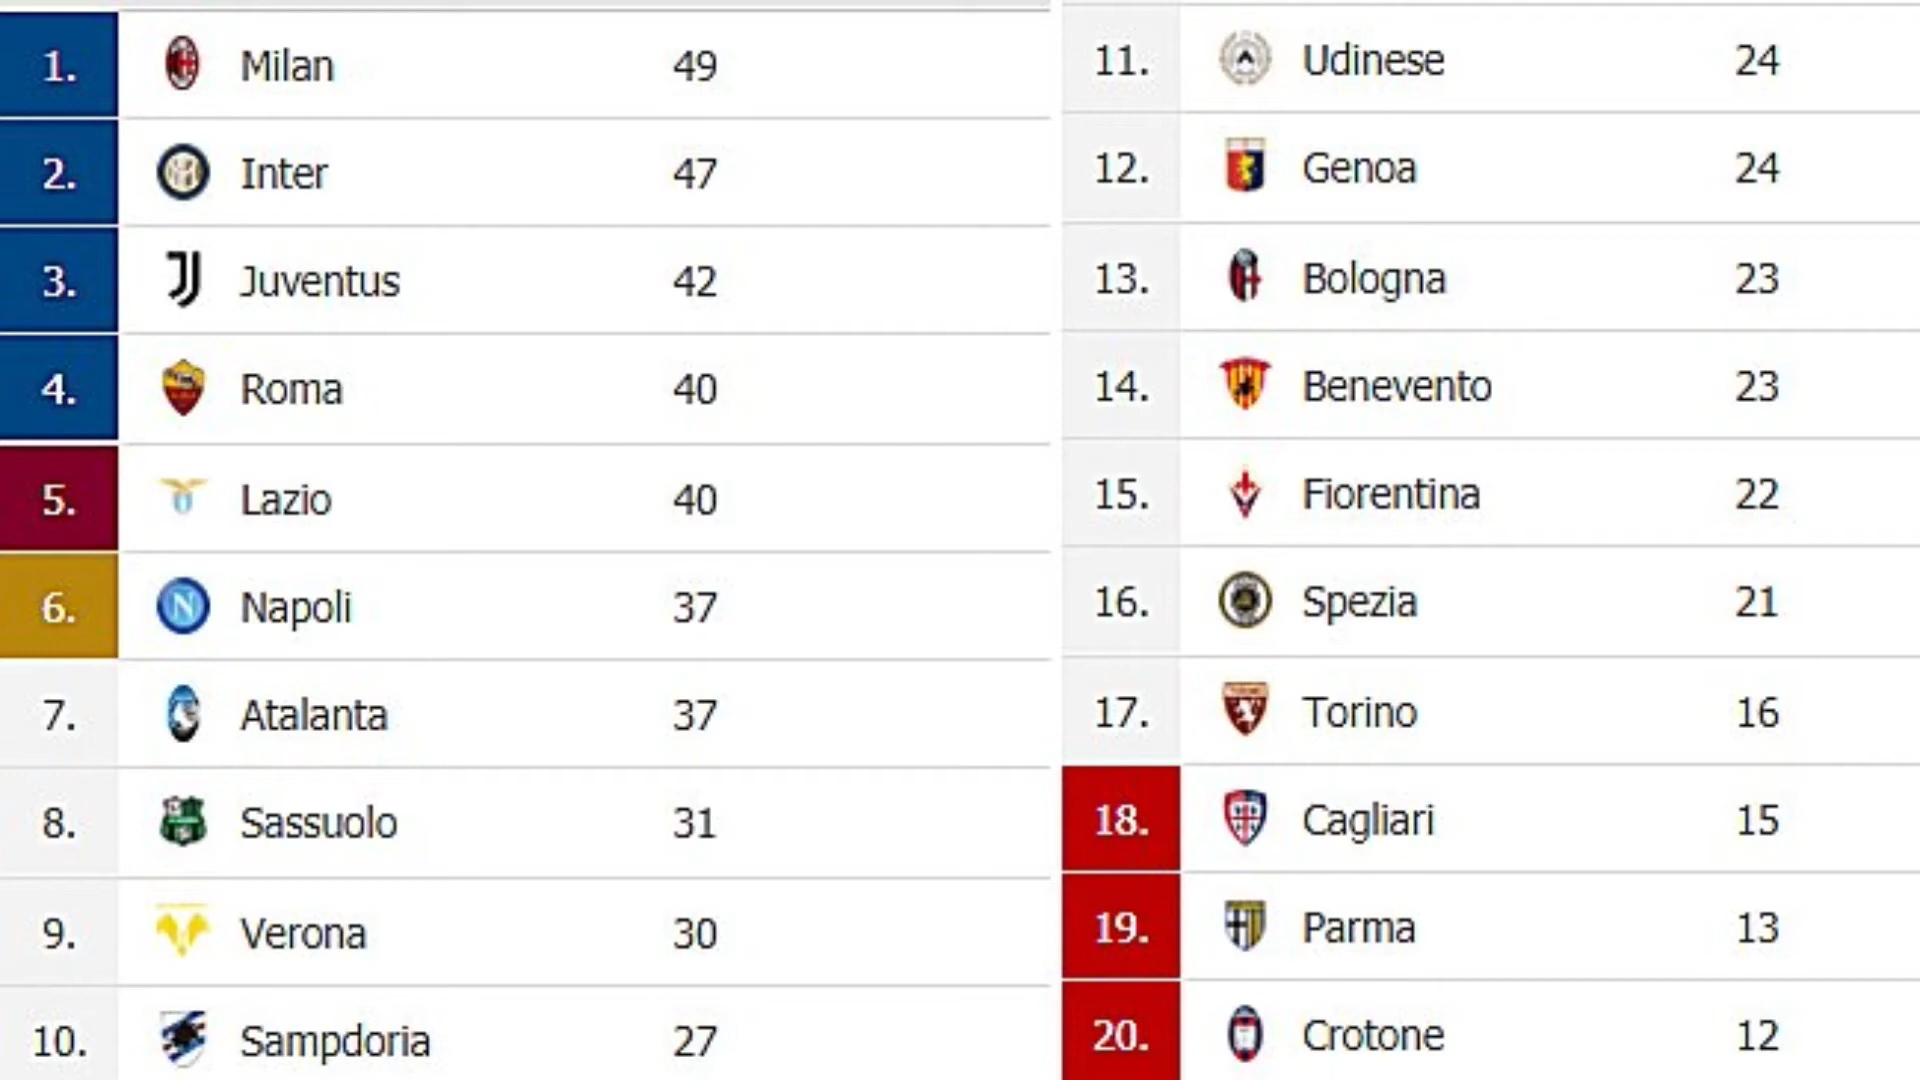 1. Milan 49
2. Inter 47
3. Juventus 42
4. Roma 40
5. Lazio 40
6. Napoli 37
7. Atalanta 37
8. Sassuolo 31
9. Verona 30
10. Sampdoria 27
11. Udinese 24
12. Genoa 24
13. Bologna 23
14. Benevento 23
15. Fiorentina 22
16. Spezia 21
17. Torino 16
18. Cagliari 15
19. Parma 13
20. Crotone 12